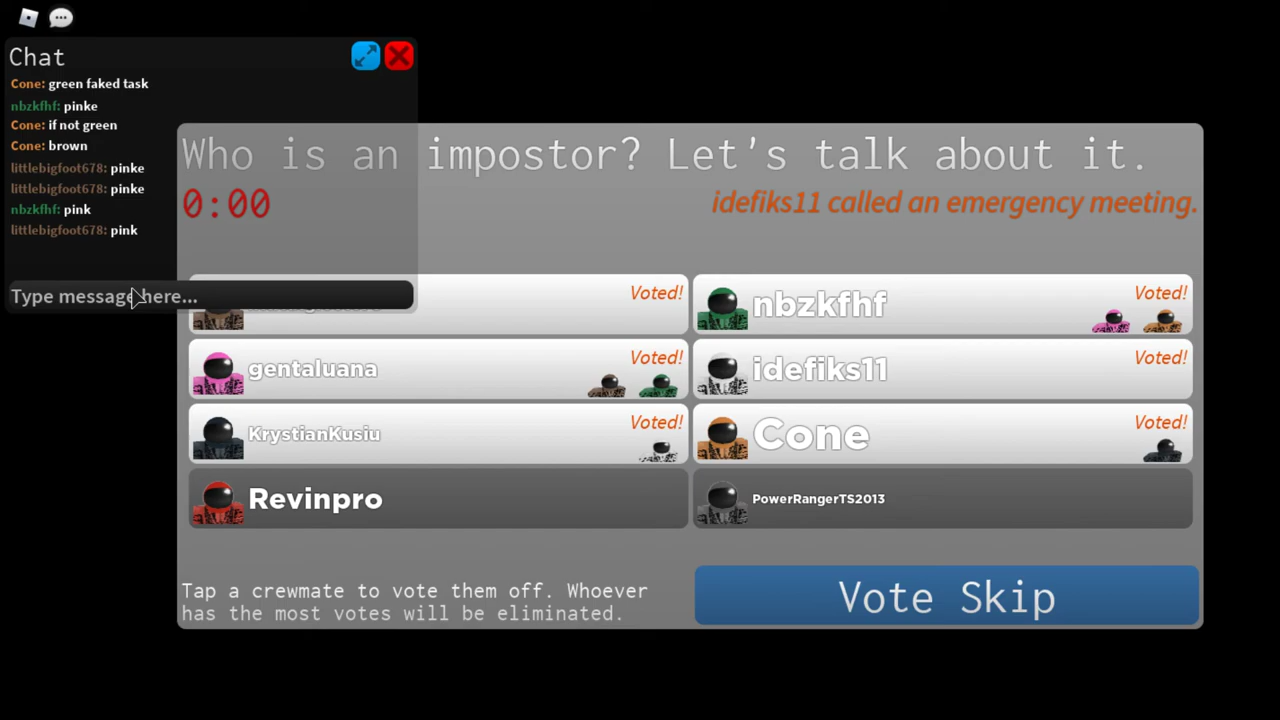 Chat
Cone: green faked task
nbzkfhf: pinke
Cone: if not green
Cone: brown
littlebigfoot678: pinke
littlebigfoot678: pinke
nbzkfhf: pink
littlebigfoot678: pink
Type message here...
Who is an impostor? Let's talk about it.
0:00
idefiks11 called an emergency meeting.
Voted!
nbzkfhf
Voted!
gentaluana
Voted!
idefiks11
Voted!
KrystianKusiu
Voted!
Cone
Voted!
Revinpro
PowerRangerTS2013
Tap a crewmate to vote them off. Whoever
has the most votes will be eliminated.
Vote Skip